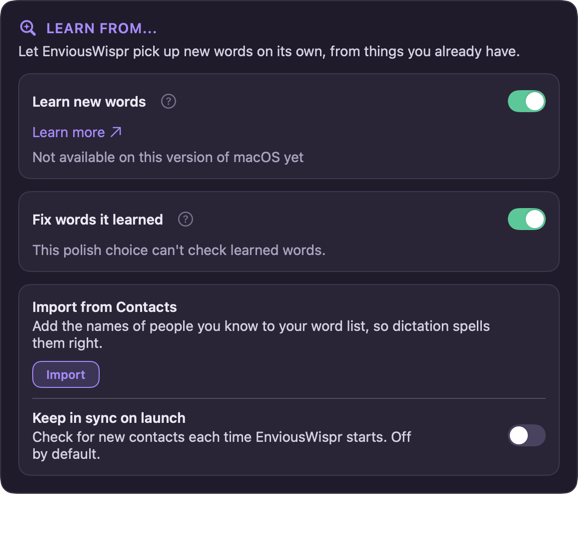 LEARN FROM...
Let EnviousWispr pick up new words on its own, from things you already have.
Learn new words ?
Learn more ↗
Not available on this version of macOS yet
Fix words it learned ?
This polish choice can't check learned words.
Import from Contacts
Add the names of people you know to your word list, so dictation spells
them right.
Import
Keep in sync on launch
Check for new contacts each time EnviousWispr starts. Off
by default.